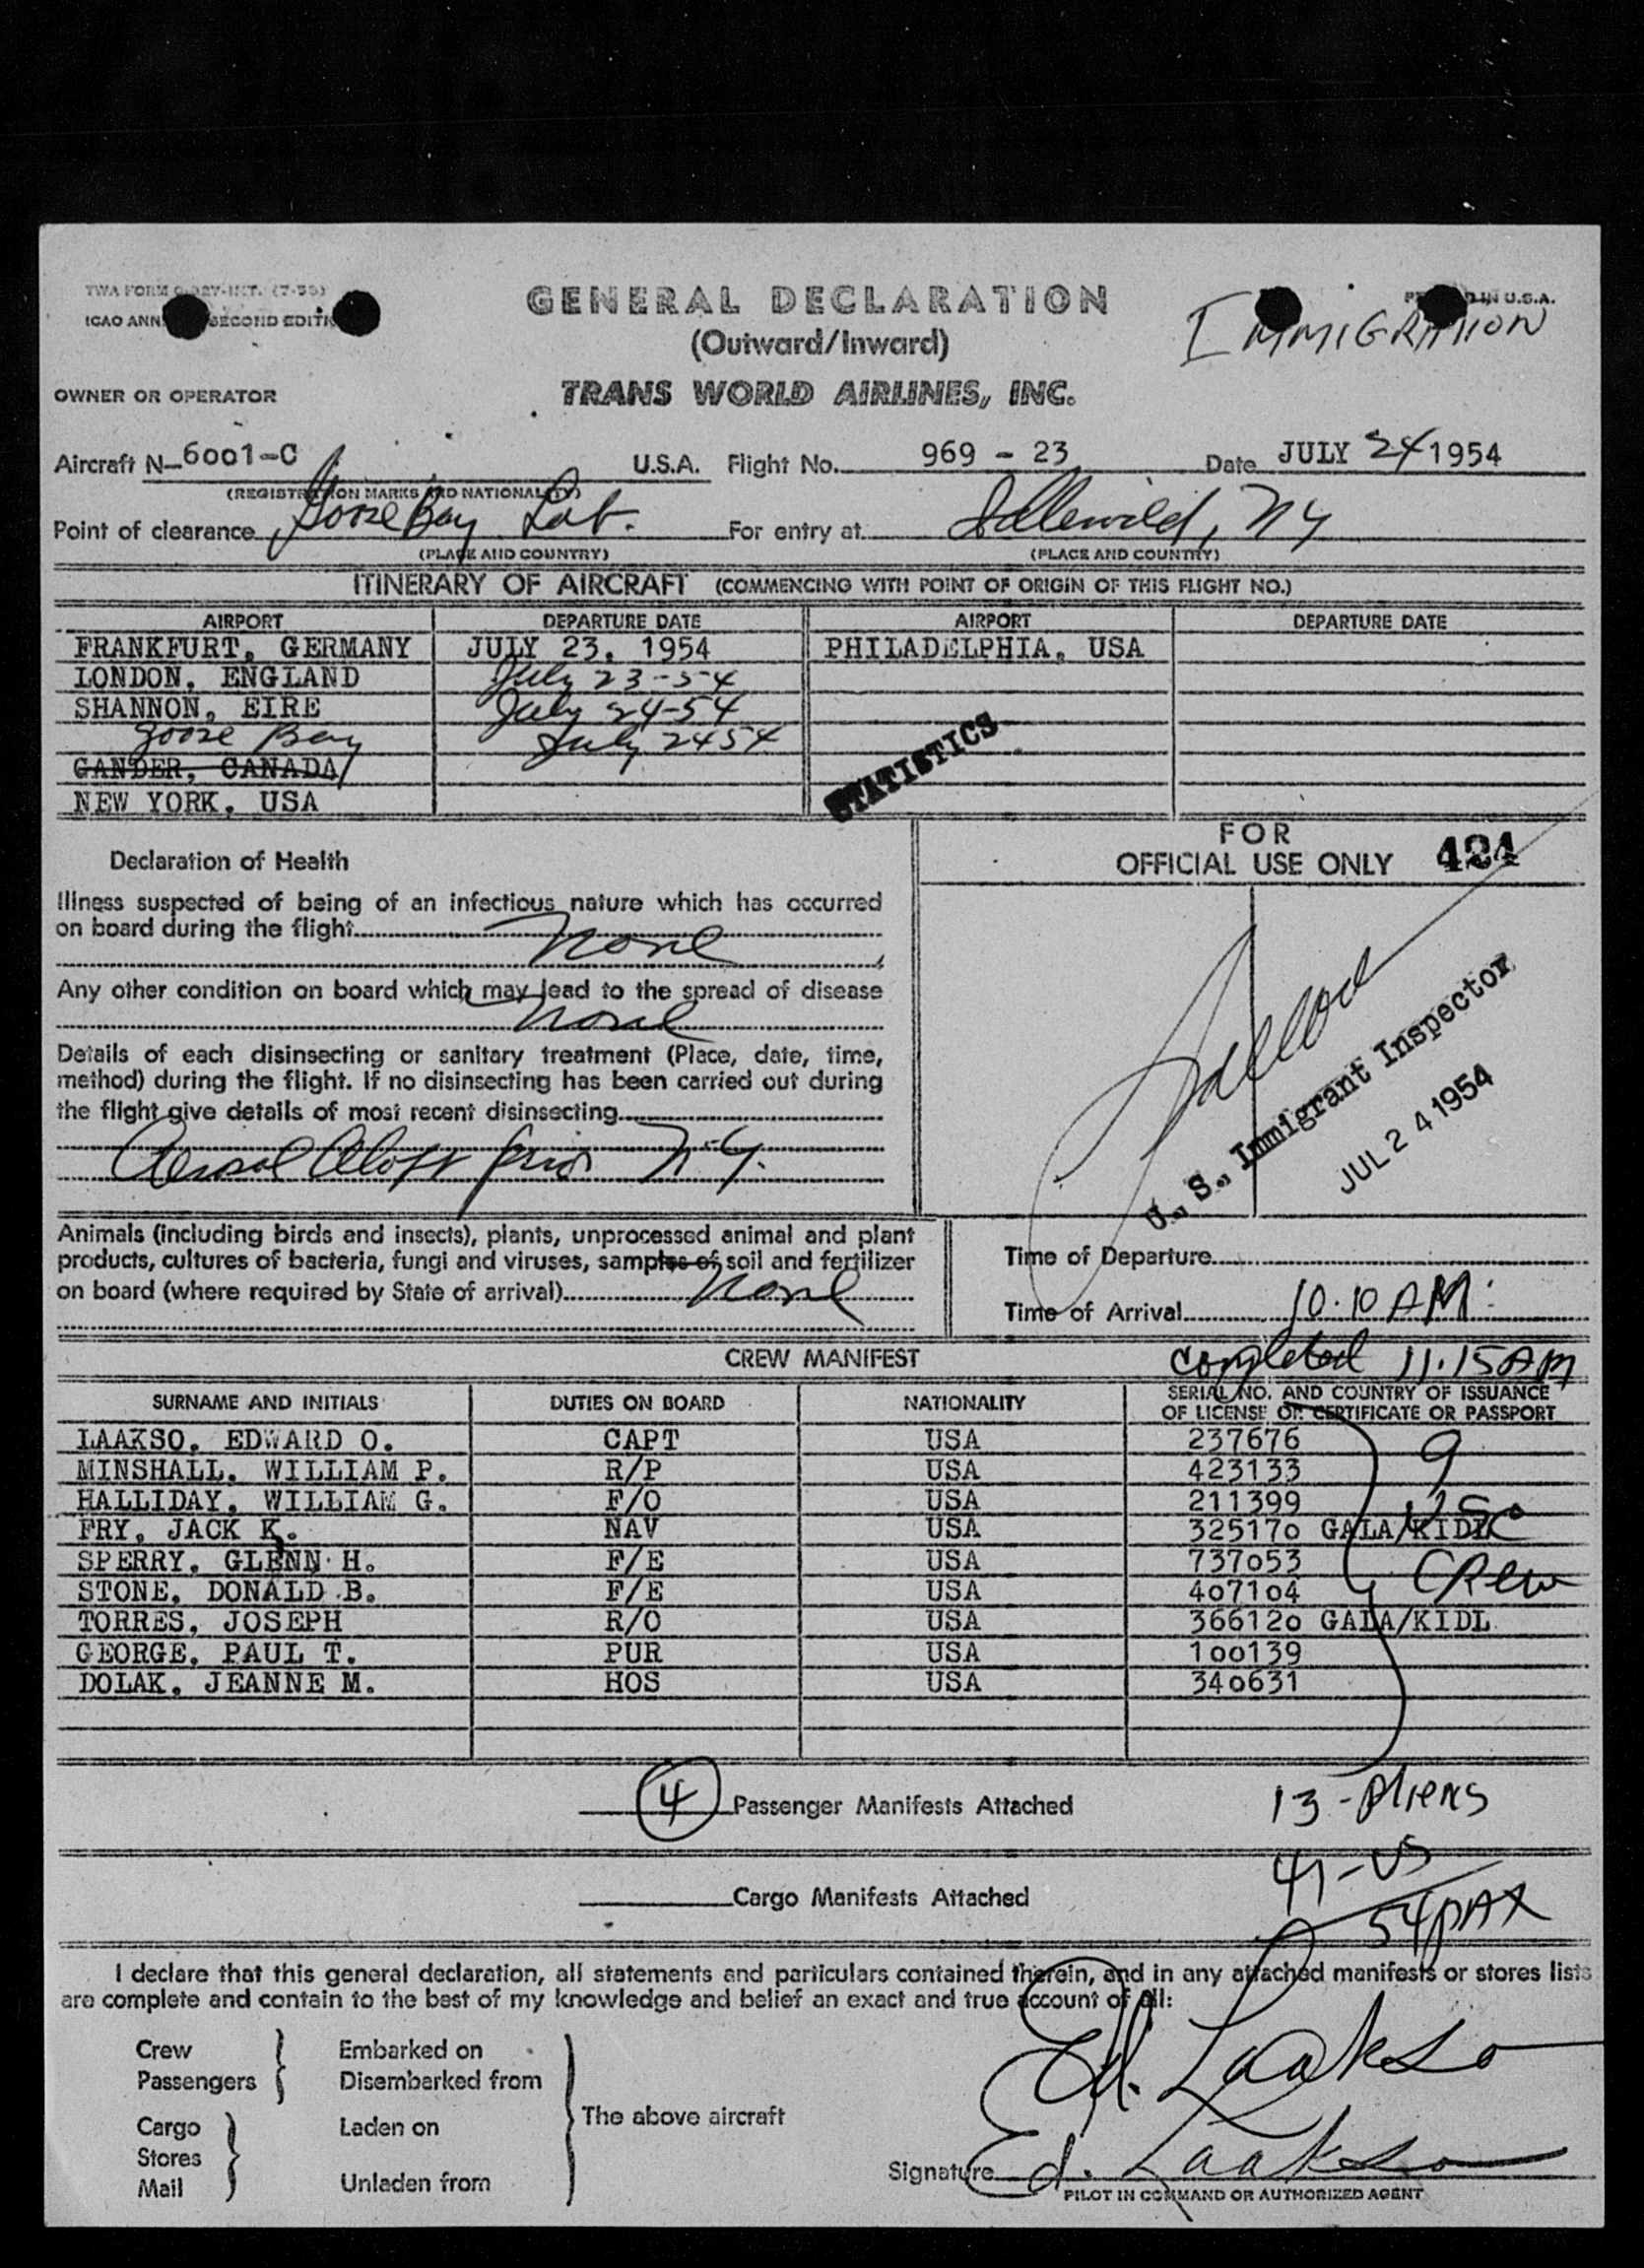 GENERAL DECLARATION
(Outward/Inward)
IMMIGRATION
TRANS WORLD AIRLINES, INC.
OWNER OR OPERATOR
Aircraft N-6001-C U.S.A. Flight No. 969 - 23 Date JULY 24 1954
(REGISTRATION MARKS AND NATIONALITY)
Point of clearance Goose Bay Lab. For entry at Idlewild, NY
(PLACE AND COUNTRY) (PLACE AND COUNTRY)
ITINERARY OF AIRCRAFT (COMMENCING WITH POINT OF ORIGIN OF THIS FLIGHT NO.)
AIRPORT DEPARTURE DATE AIRPORT DEPARTURE DATE
FRANKFURT, GERMANY JULY 23, 1954 PHILADELPHIA, USA
LONDON, ENGLAND July 23-54
SHANNON, EIRE July 24-54
Goose Bay July 24 54
GANDER, CANADA
NEW YORK, USA
STATISTICS
FOR
OFFICIAL USE ONLY 424
Declaration of Health
Illness suspected of being of an infectious nature which has occurred
on board during the flight None
Any other condition on board which may lead to the spread of disease
None
Details of each disinsecting or sanitary treatment (Place, date, time,
method) during the flight. If no disinsecting has been carried out during
the flight give details of most recent disinsecting
Aerosol prior N.Y.
U. S. Immigrant Inspector
JUL 24 1954
Animals (including birds and insects), plants, unprocessed animal and plant
products, cultures of bacteria, fungi and viruses, samples of soil and fertilizer
on board (where required by State of arrival) None
Time of Departure
Time of Arrival 10.10 AM
CREW MANIFEST completed 11.15 AM
SURNAME AND INITIALS DUTIES ON BOARD NATIONALITY SERIAL NO. AND COUNTRY OF ISSUANCE
OF LICENSE OR CERTIFICATE OR PASSPORT
LAAKSO, EDWARD O. CAPT USA 237676
MINSHALL, WILLIAM P. R/P USA 423133
HALLIDAY, WILLIAM G. F/O USA 211399
FRY, JACK K. NAV USA 325170 GALA/KIDL
SPERRY, GLENN H. F/E USA 737053
STONE, DONALD B. F/E USA 407104
TORRES, JOSEPH R/O USA 366120 GALA/KIDL
GEORGE, PAUL T. PUR USA 100139
DOLAK, JEANNE M. HOS USA 340631
9
USC
Crew
4 Passenger Manifests Attached 13-Aliens
41-US
Cargo Manifests Attached
54 PAX
I declare that this general declaration, all statements and particulars contained therein, and in any attached manifests or stores lists
are complete and contain to the best of my knowledge and belief an exact and true account of all:
Crew Embarked on
Passengers Disembarked from
The above aircraft
Cargo Laden on
Stores
Mail Unladen from
Ed. Laakso
Signature Ed. Laakso
PILOT IN COMMAND OR AUTHORIZED AGENT